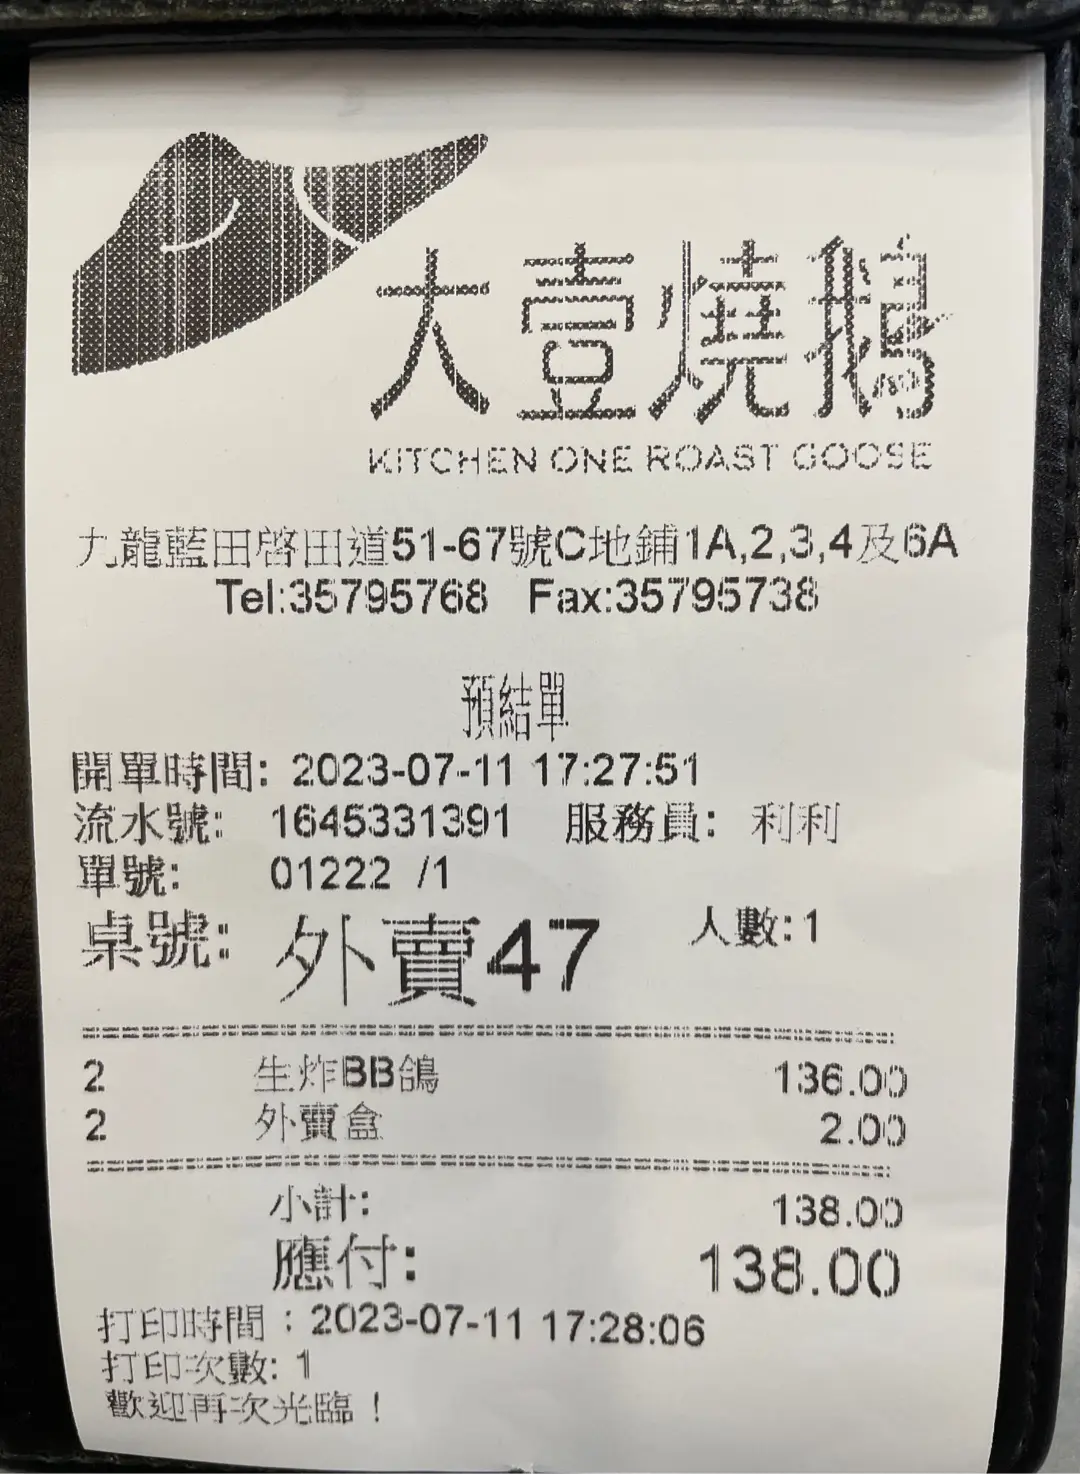 大壹燒鵝
KITCHEN ONE ROAST GOOSE
九龍藍田啓田道51-67號C地鋪1A,2,3,4及6A
Tel:35795768 Fax:35795738
預結單
開單時間: 2023-07-11 17:27:51
流水號: 1645331391 服務員: 利利
單號: 01222 /1
桌號: 外賣47 人數:1
2 生炸BB鴿 136.00
2 外賣盒 2.00
小計: 138.00
應付: 138.00
打印時間：2023-07-11 17:28:06
打印次數: 1
歡迎再次光臨！